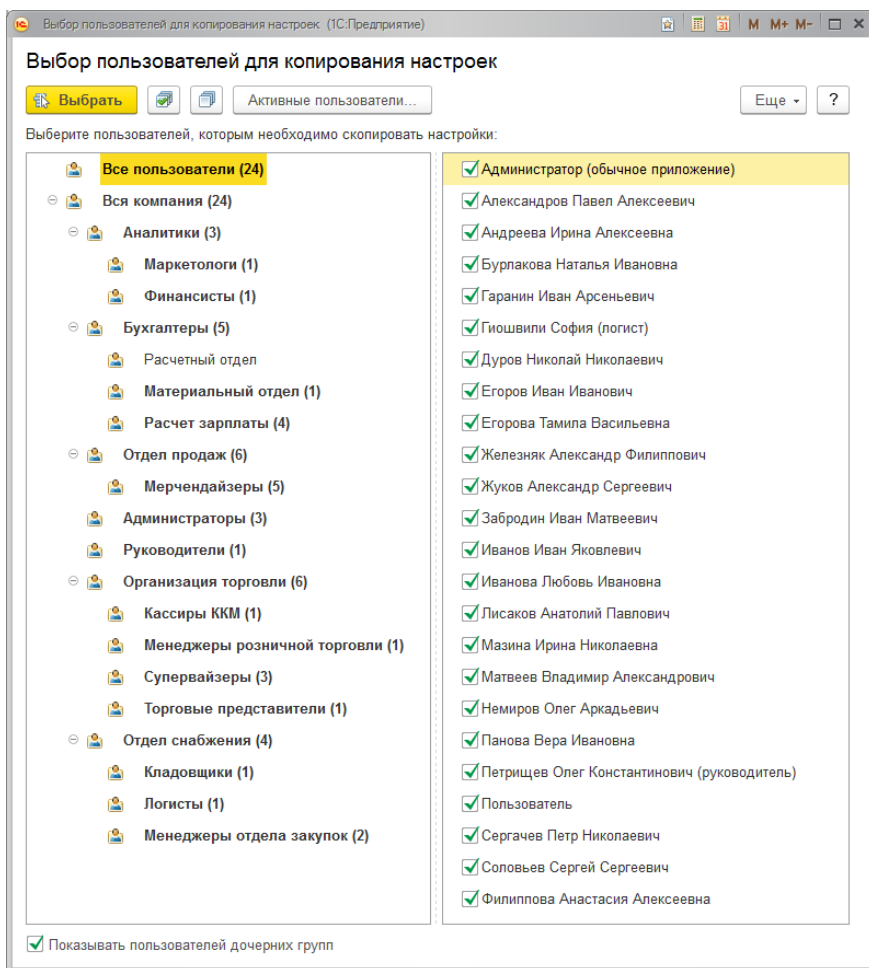 Выбор пользователей для копирования настроек (1С:Предприятие) 31 M M+ M-
Выбор пользователей для копирования настроек
Выбрать Активные пользователи... Еще ?
Выберите пользователей, которым необходимо скопировать настройки:
Все пользователи (24)
Вся компания (24)
Аналитики (3)
Маркетологи (1)
Финансисты (1)
Бухгалтеры (5)
Расчетный отдел
Материальный отдел (1)
Расчет зарплаты (4)
Отдел продаж (6)
Мерчендайзеры (5)
Администраторы (3)
Руководители (1)
Организация торговли (6)
Кассиры ККМ (1)
Менеджеры розничной торговли (1)
Супервайзеры (3)
Торговые представители (1)
Отдел снабжения (4)
Кладовщики (1)
Логисты (1)
Менеджеры отдела закупок (2)
Администратор (обычное приложение)
Александров Павел Алексеевич
Андреева Ирина Алексеевна
Бурлакова Наталья Ивановна
Гаранин Иван Арсеньевич
Гиошвили София (логист)
Дуров Николай Николаевич
Егоров Иван Иванович
Егорова Тамила Васильевна
Железняк Александр Филиппович
Жуков Александр Сергеевич
Забродин Иван Матвеевич
Иванов Иван Яковлевич
Иванова Любовь Ивановна
Лисаков Анатолий Павлович
Мазина Ирина Николаевна
Матвеев Владимир Александрович
Немиров Олег Аркадьевич
Панова Вера Ивановна
Петрищев Олег Константинович (руководитель)
Пользователь
Сергачев Петр Николаевич
Соловьев Сергей Сергеевич
Филиппова Анастасия Алексеевна
Показывать пользователей дочерних групп